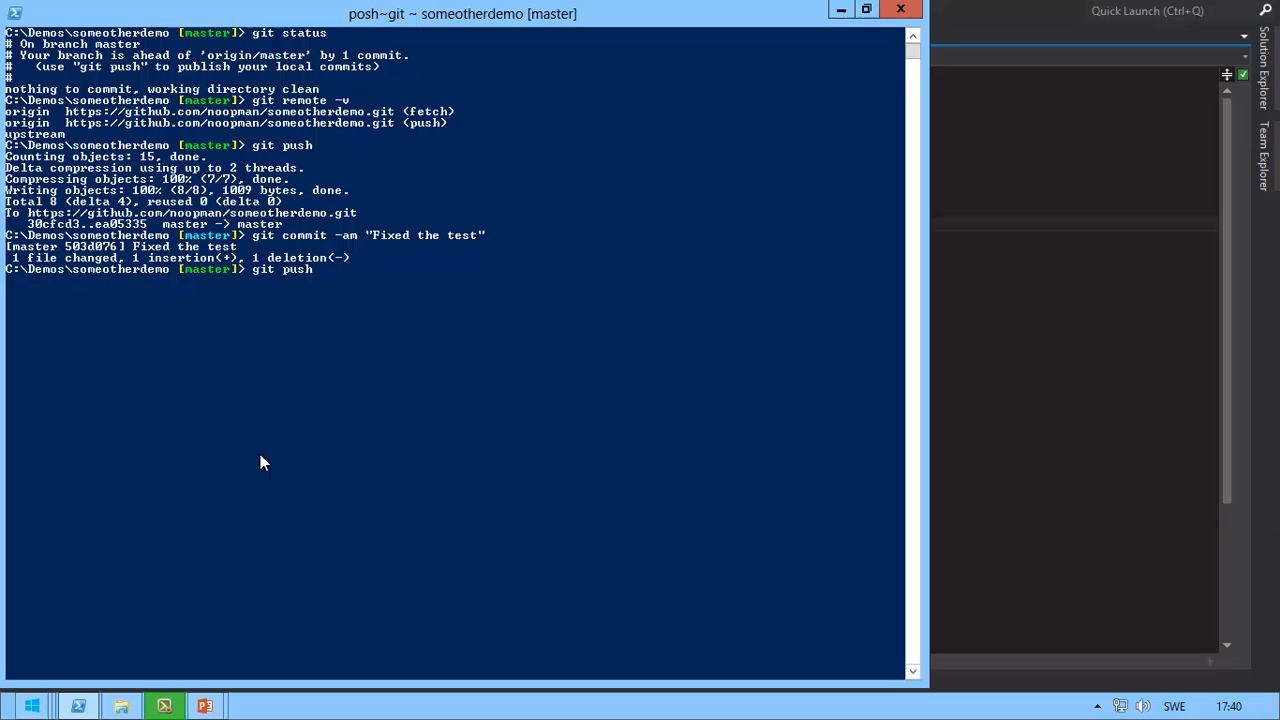 posh~git ~ someotherdemo [master]
Quick Launch (Ctrl+Q)
C:\Demos\someotherdemo [master]> git status
# On branch master
# Your branch is ahead of 'origin/master' by 1 commit.
#   (use "git push" to publish your local commits)
#
nothing to commit, working directory clean
C:\Demos\someotherdemo [master]> git remote -v
origin  https://github.com/noopman/someotherdemo.git (fetch)
origin  https://github.com/noopman/someotherdemo.git (push)
upstream
C:\Demos\someotherdemo [master]> git push
Counting objects: 15, done.
Delta compression using up to 2 threads.
Compressing objects: 100% (7/7), done.
Writing objects: 100% (8/8), 1009 bytes, done.
Total 8 (delta 4), reused 0 (delta 0)
To https://github.com/noopman/someotherdemo.git
   30cfcd3..ea05335  master -> master
C:\Demos\someotherdemo [master]> git commit -am "Fixed the test"
[master 503d076] Fixed the test
 1 file changed, 1 insertion(+), 1 deletion(-)
C:\Demos\someotherdemo [master]> git push
Solution Explorer
Team Explorer
SWE
17:40